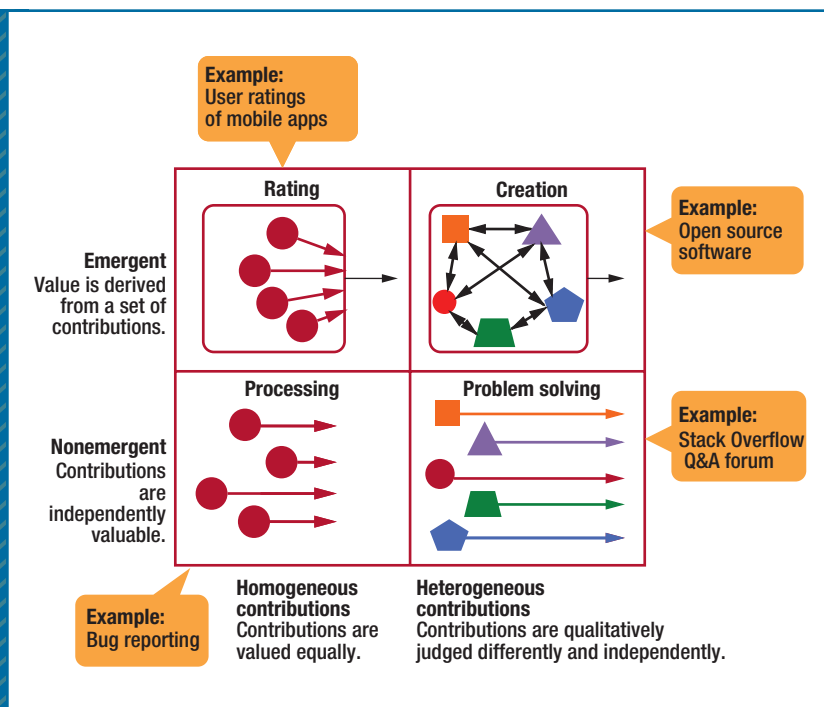 Example:
User ratings
of mobile apps
Rating
Creation
Example:
Open source
software
Emergent
Value is derived
from a set of
contributions.
Processing
Problem solving
Example:
Stack Overflow
Q&A forum
Nonemergent
Contributions
are
independently
valuable.
Example:
Bug reporting
Homogeneous
contributions
Contributions are
valued equally.
Heterogeneous
contributions
Contributions are qualitatively
judged differently and independently.